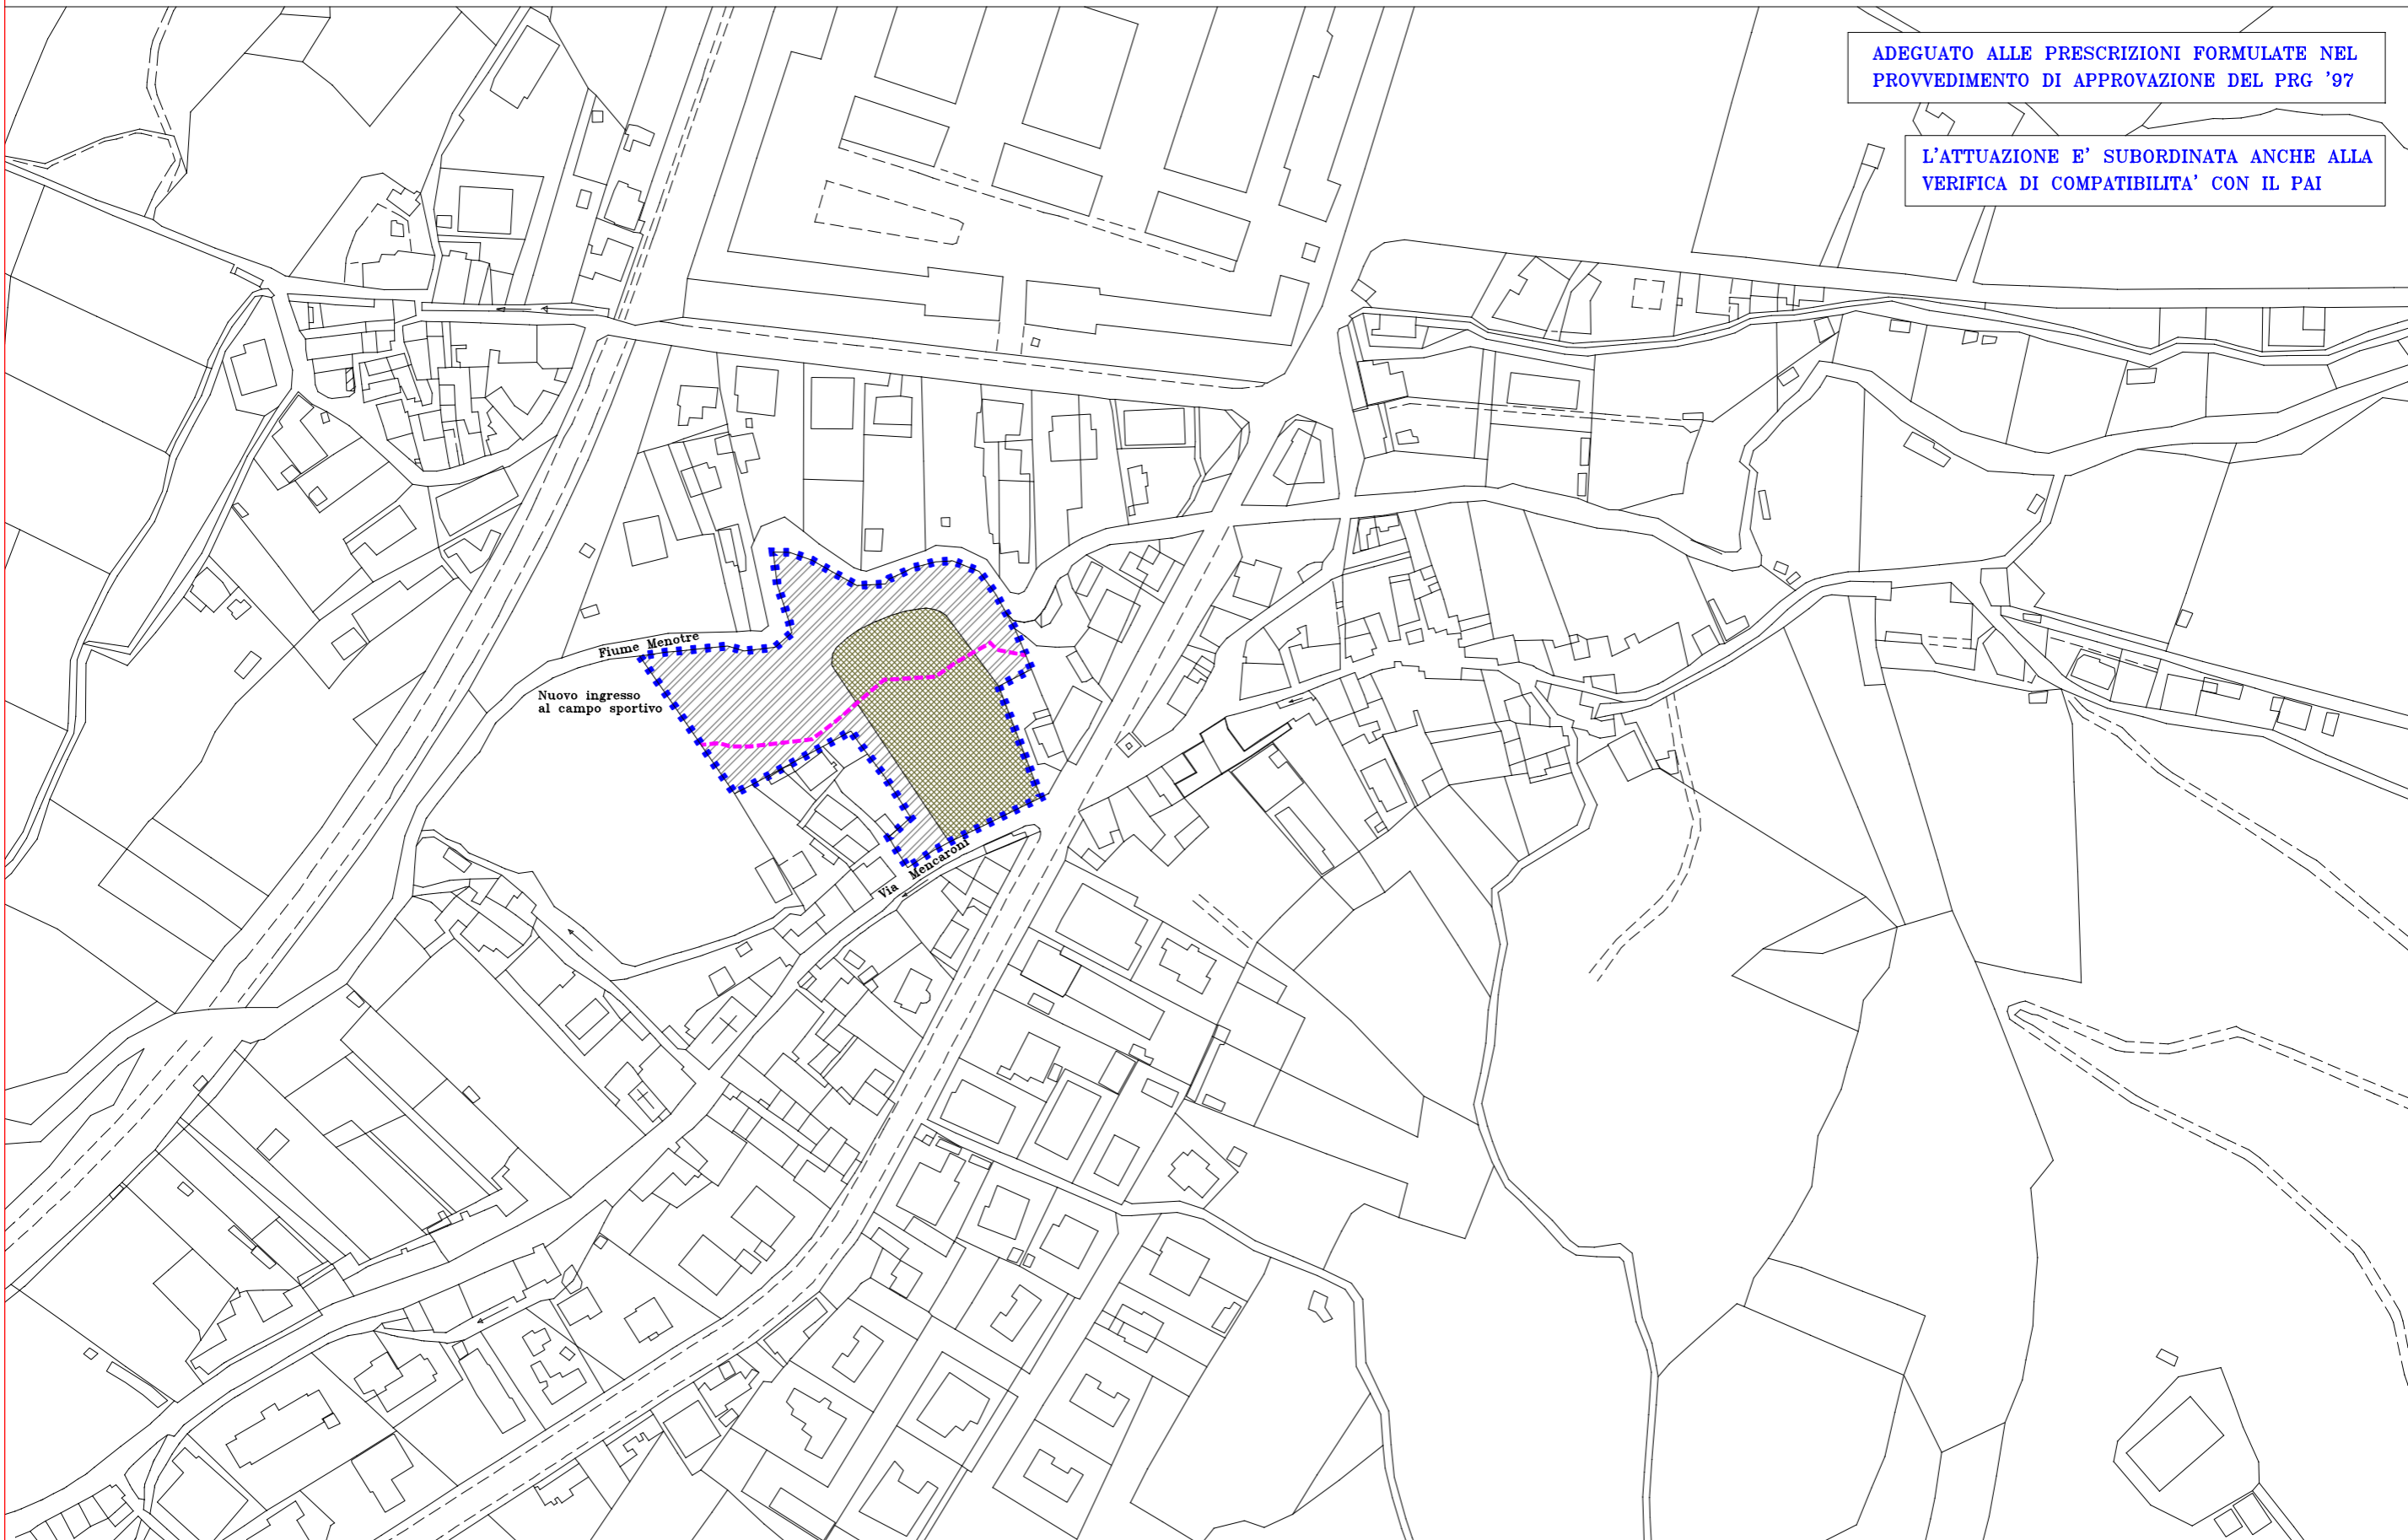 ADEGUATO ALLE PRESCRIZIONI FORMULATE NEL
PROVVEDIMENTO DI APPROVAZIONE DEL PRG '97
L'ATTUAZIONE E' SUBORDINATA ANCHE ALLA
VERIFICA DI COMPATIBILITA' CON IL PAI
Fiume Menotre
Nuovo ingresso
al campo sportivo
Via Mencaroni